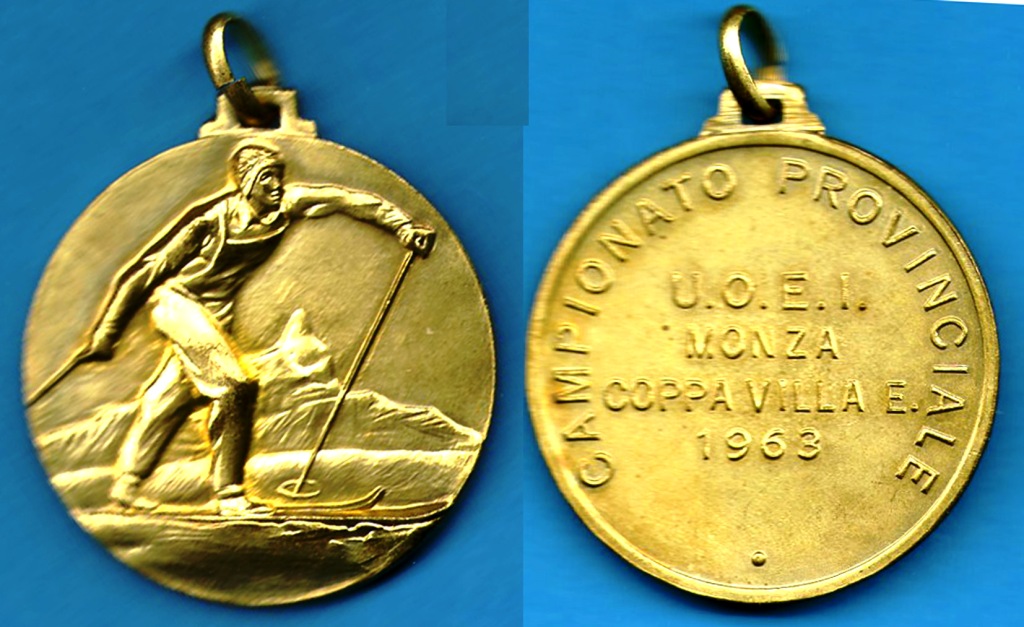 CAMPIONATO PROVINCIALE
U.O.E.I.
MONZA
COPPA VILLA E.
1963